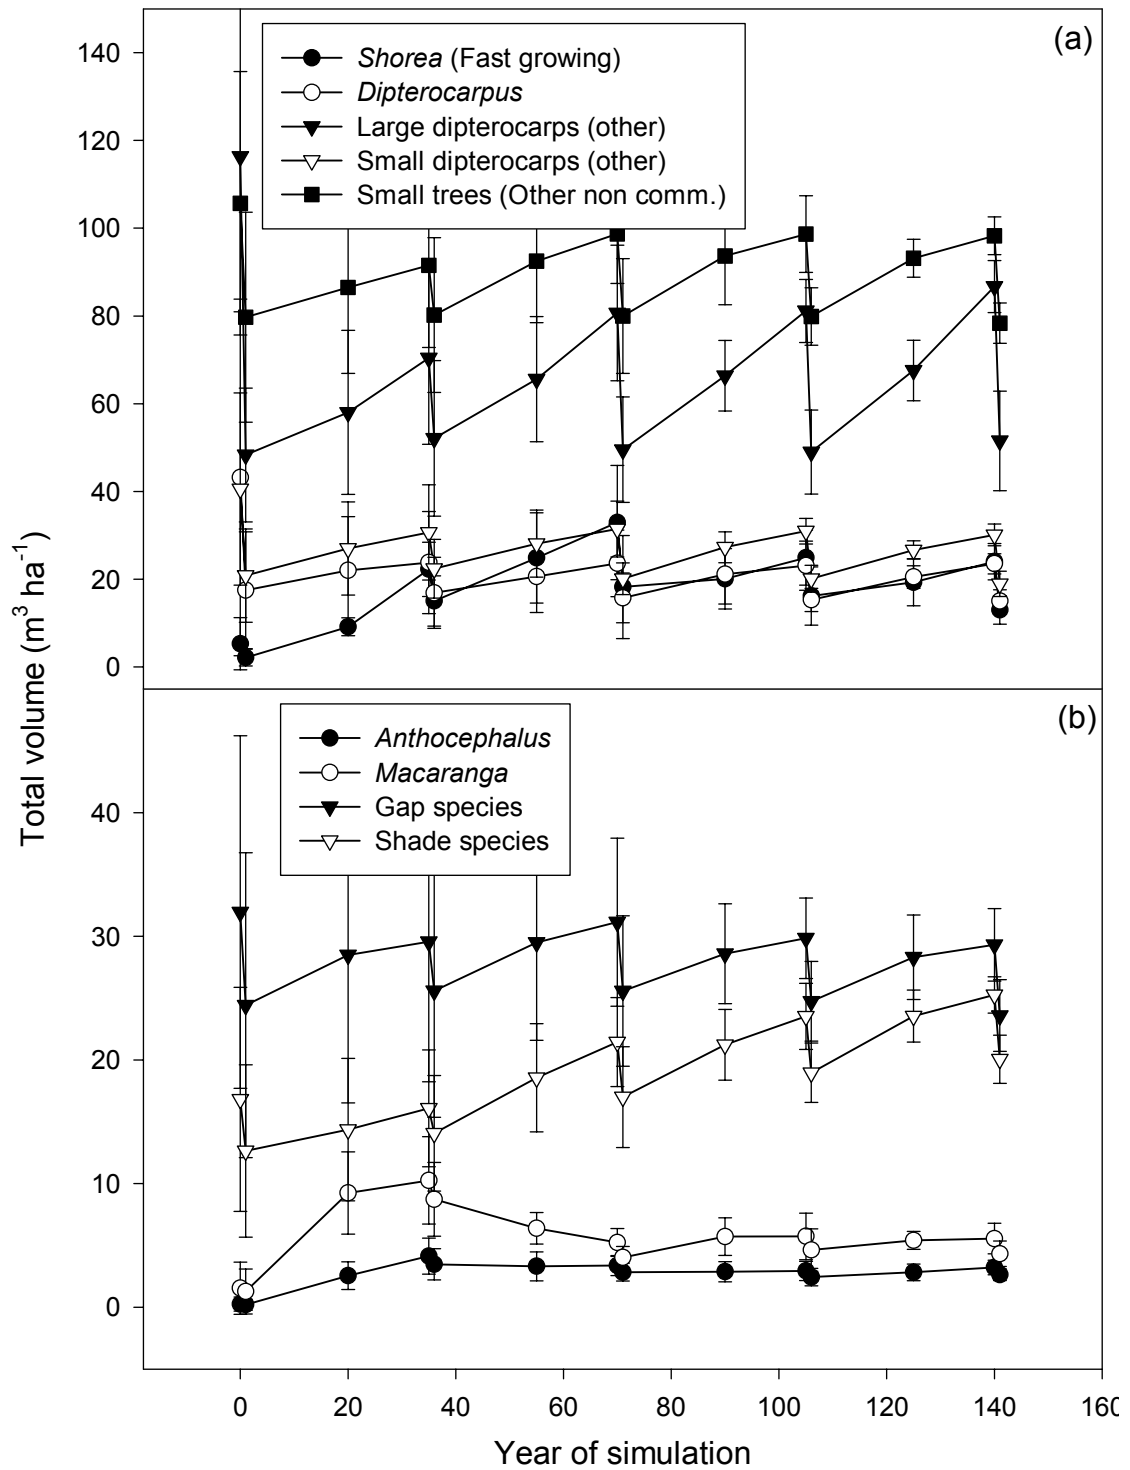 (a)
Shorea (Fast growing)
Dipterocarpus
Large dipterocarps (other)
Small dipterocarps (other)
Small trees (Other non comm.)
140
120
100
80
60
40
20
0
Total volume (m³ ha⁻¹)
(b)
Anthocephalus
Macaranga
Gap species
Shade species
40
30
20
10
0
0 20 40 60 80 100 120 140 160
Year of simulation